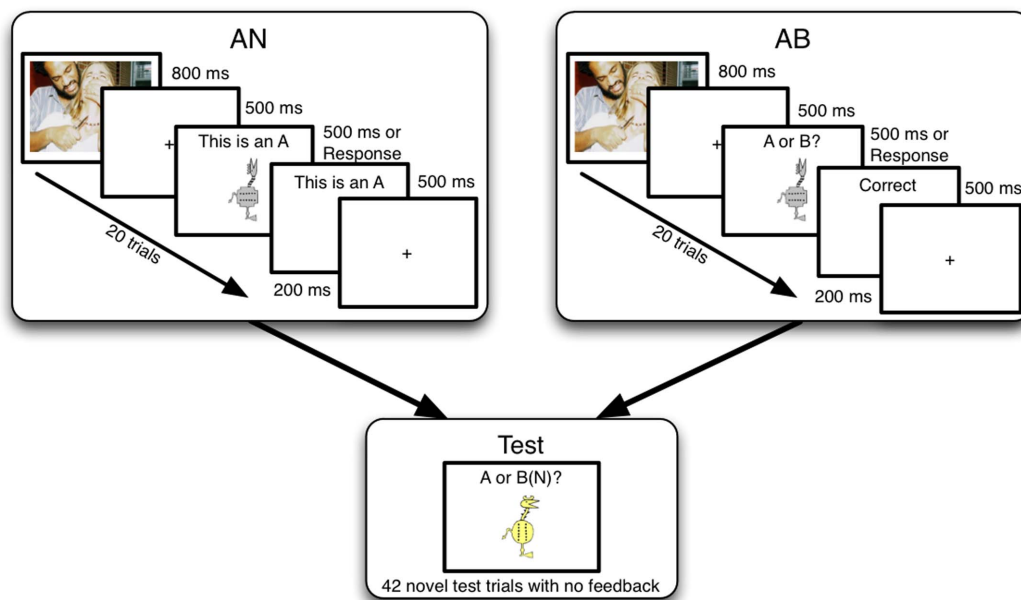 AN
800 ms
+
500 ms
This is an A
500 ms or
Response
This is an A
500 ms
+
20 trials
200 ms
AB
800 ms
+
500 ms
A or B?
500 ms or
Response
Correct
500 ms
+
20 trials
200 ms
Test
A or B(N)?
42 novel test trials with no feedback